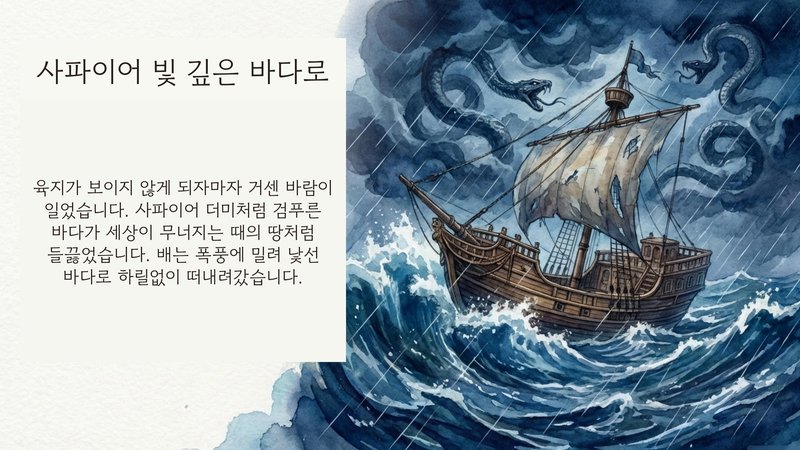 사파이어 빛 깊은 바다로
육지가 보이지 않게 되자마자 거센 바람이
일었습니다. 사파이어 더미처럼 검푸른
바다가 세상이 무너지는 때의 땅처럼
들끓었습니다. 배는 폭풍에 밀려 낯선
바다로 하릴없이 떠내려갔습니다.